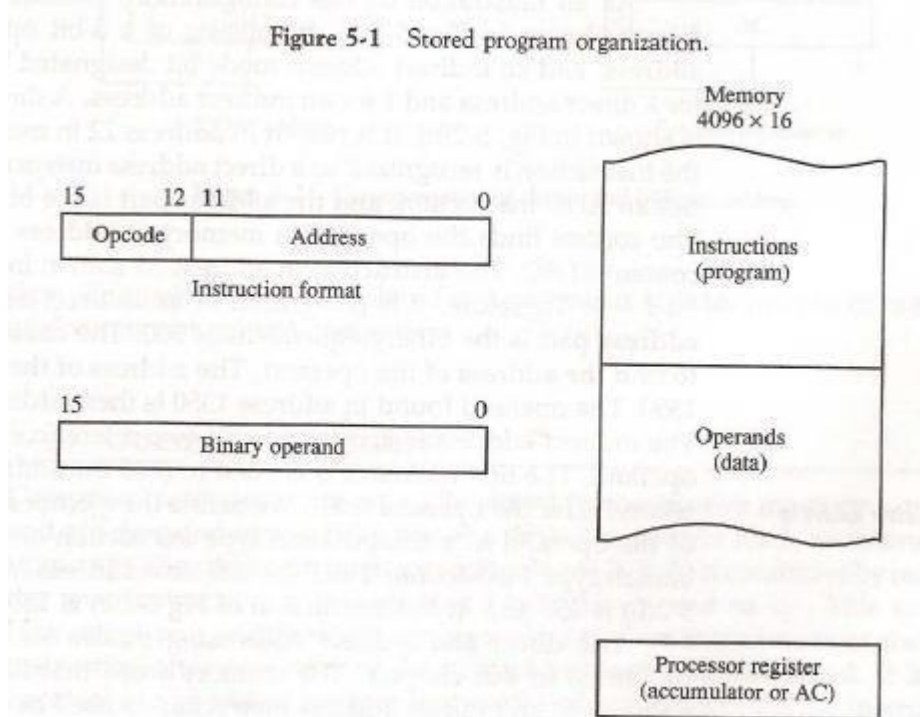 Figure 5-1 Stored program organization.
Memory
4096 × 16
15 12 11 0
Opcode Address
Instruction format
Instructions
(program)
15 0
Binary operand
Operands
(data)
Processor register
(accumulator or AC)